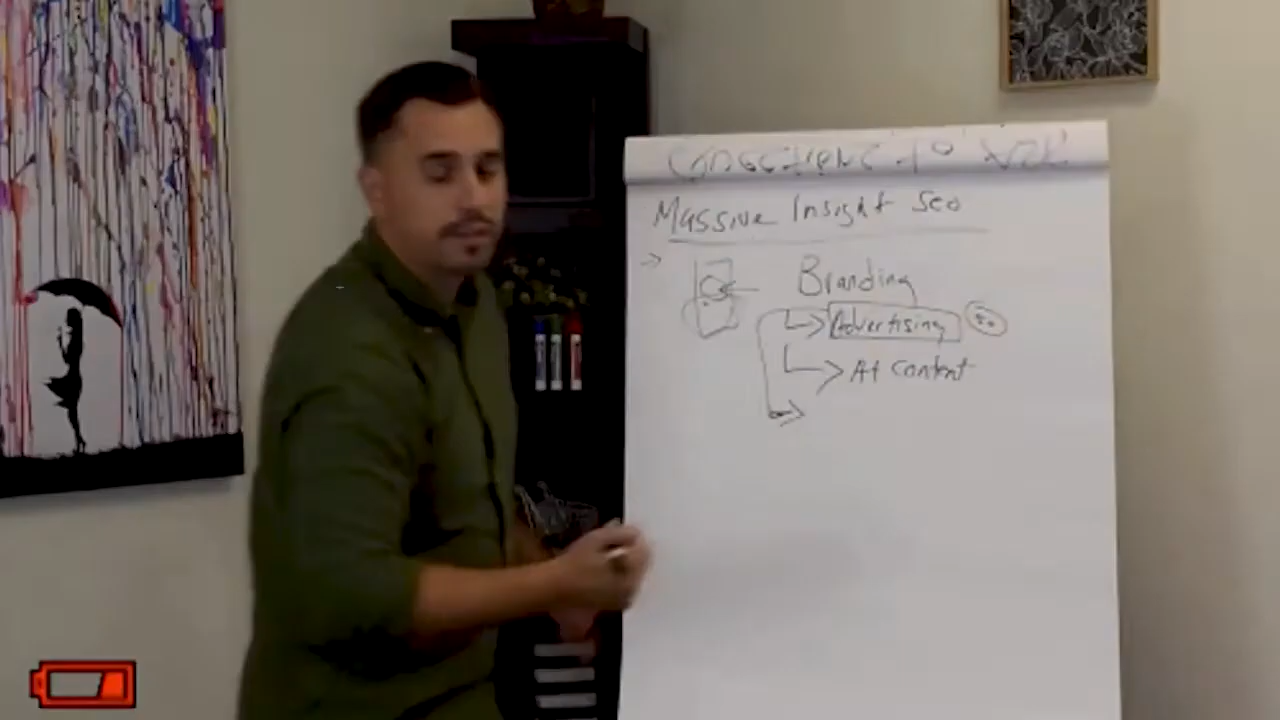 Massive Insight Seo
Branding
Advertising
At content